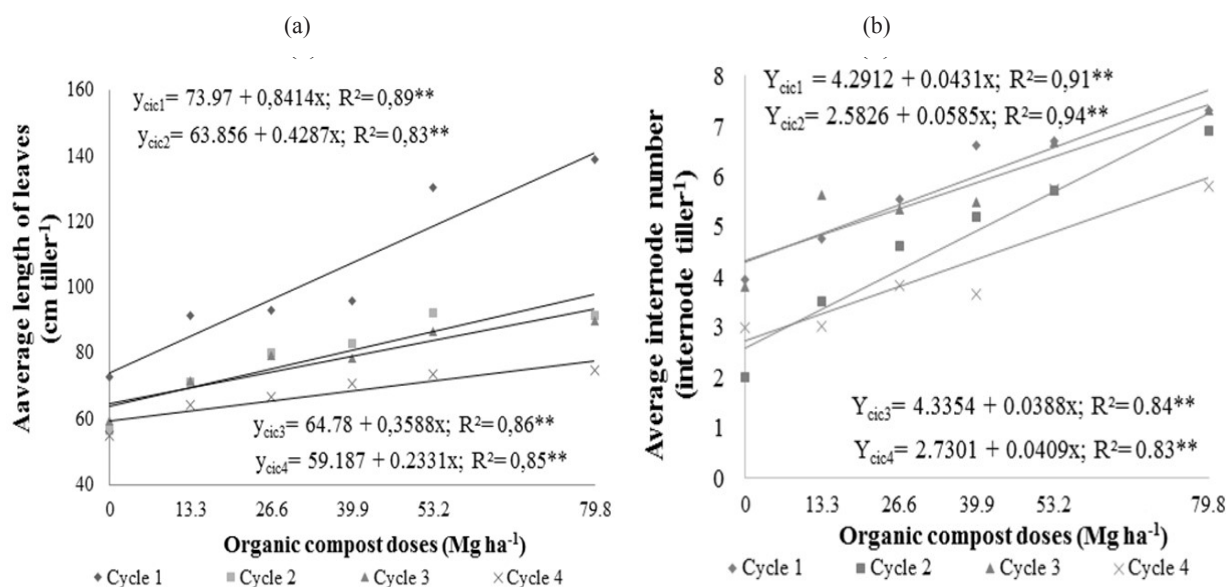 (a)
160
140
120
100
80
60
40
y_cic1= 73.97 + 0,8414x; R²= 0,89**
y_cic2= 63.856 + 0.4287x; R²= 0,83**
y_cic3= 64.78 + 0,3588x; R²= 0,86**
y_cic4= 59.187 + 0.2331x; R²= 0,85**
Aaverage length of leaves
(cm tiller⁻¹)
0 13.3 26.6 39.9 53.2 79.8
Organic compost doses (Mg ha⁻¹)
Cycle 1 Cycle 2 Cycle 3 Cycle 4
(b)
8
7
6
5
4
3
2
1
0
Y_cic1 = 4.2912 + 0.0431x; R²= 0,91**
Y_cic2= 2.5826 + 0.0585x; R²= 0,94**
Y_cic3= 4.3354 + 0.0388x; R²= 0.84**
Y_cic4= 2.7301 + 0.0409x; R²= 0.83**
Average internode number
(internode tiller⁻¹)
0 13.3 26.6 39.9 53.2 79.8
Organic compost doses (Mg ha⁻¹)
Cycle 1 Cycle 2 Cycle 3 Cycle 4